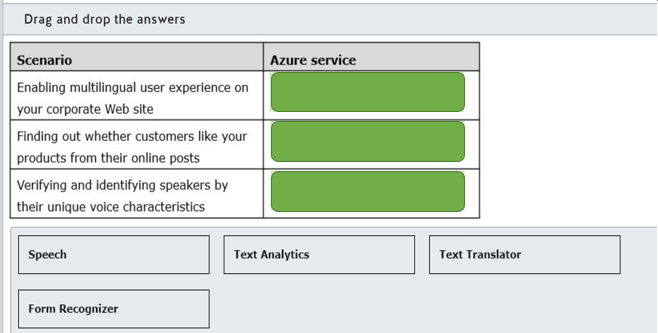 Drag and drop the answers
Scenario
Azure service
Enabling multilingual user experience on
your corporate Web site
Finding out whether customers like your
products from their online posts
Verifying and identifying speakers by
their unique voice characteristics
Speech
Text Analytics
Text Translator
Form Recognizer